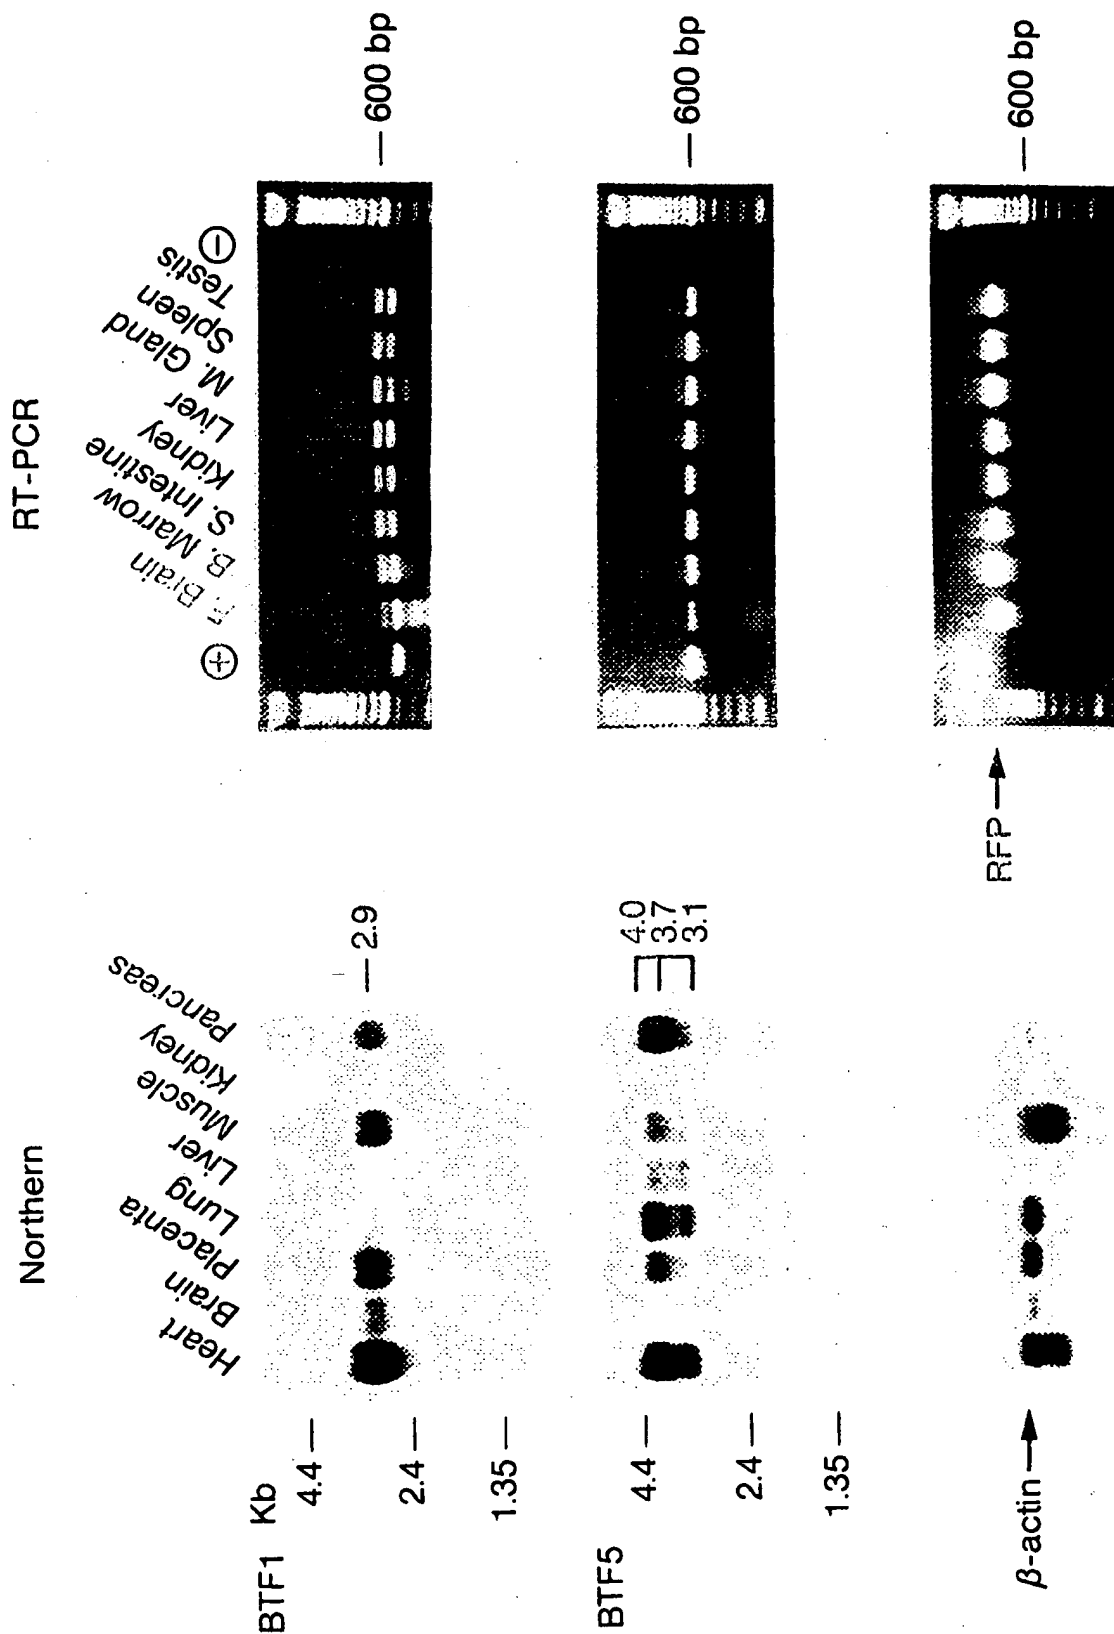 Northern
RT-PCR
Heart
Brain
Placenta
Lung
Liver
Muscle
Kidney
Pancreas
+
F. Brain
B. Marrow
S. Intestine
Kidney
Liver
M. Gland
Spleen
Testis
−
BTF1
Kb
4.4
2.4
1.35
2.9
600 bp
BTF5
4.4
2.4
1.35
4.0
3.7
3.1
600 bp
β-actin
RFP
600 bp